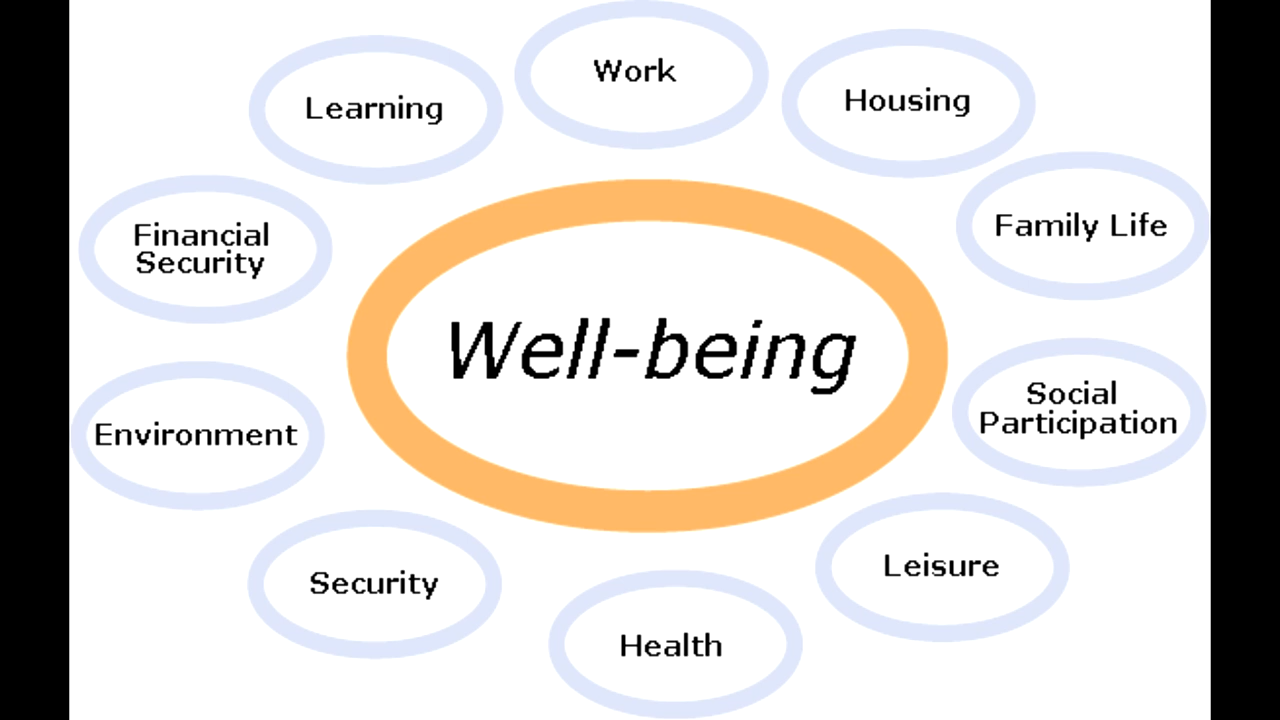 Work
Learning
Housing
Family Life
Financial
Security
Well-being
Social
Participation
Environment
Leisure
Security
Health